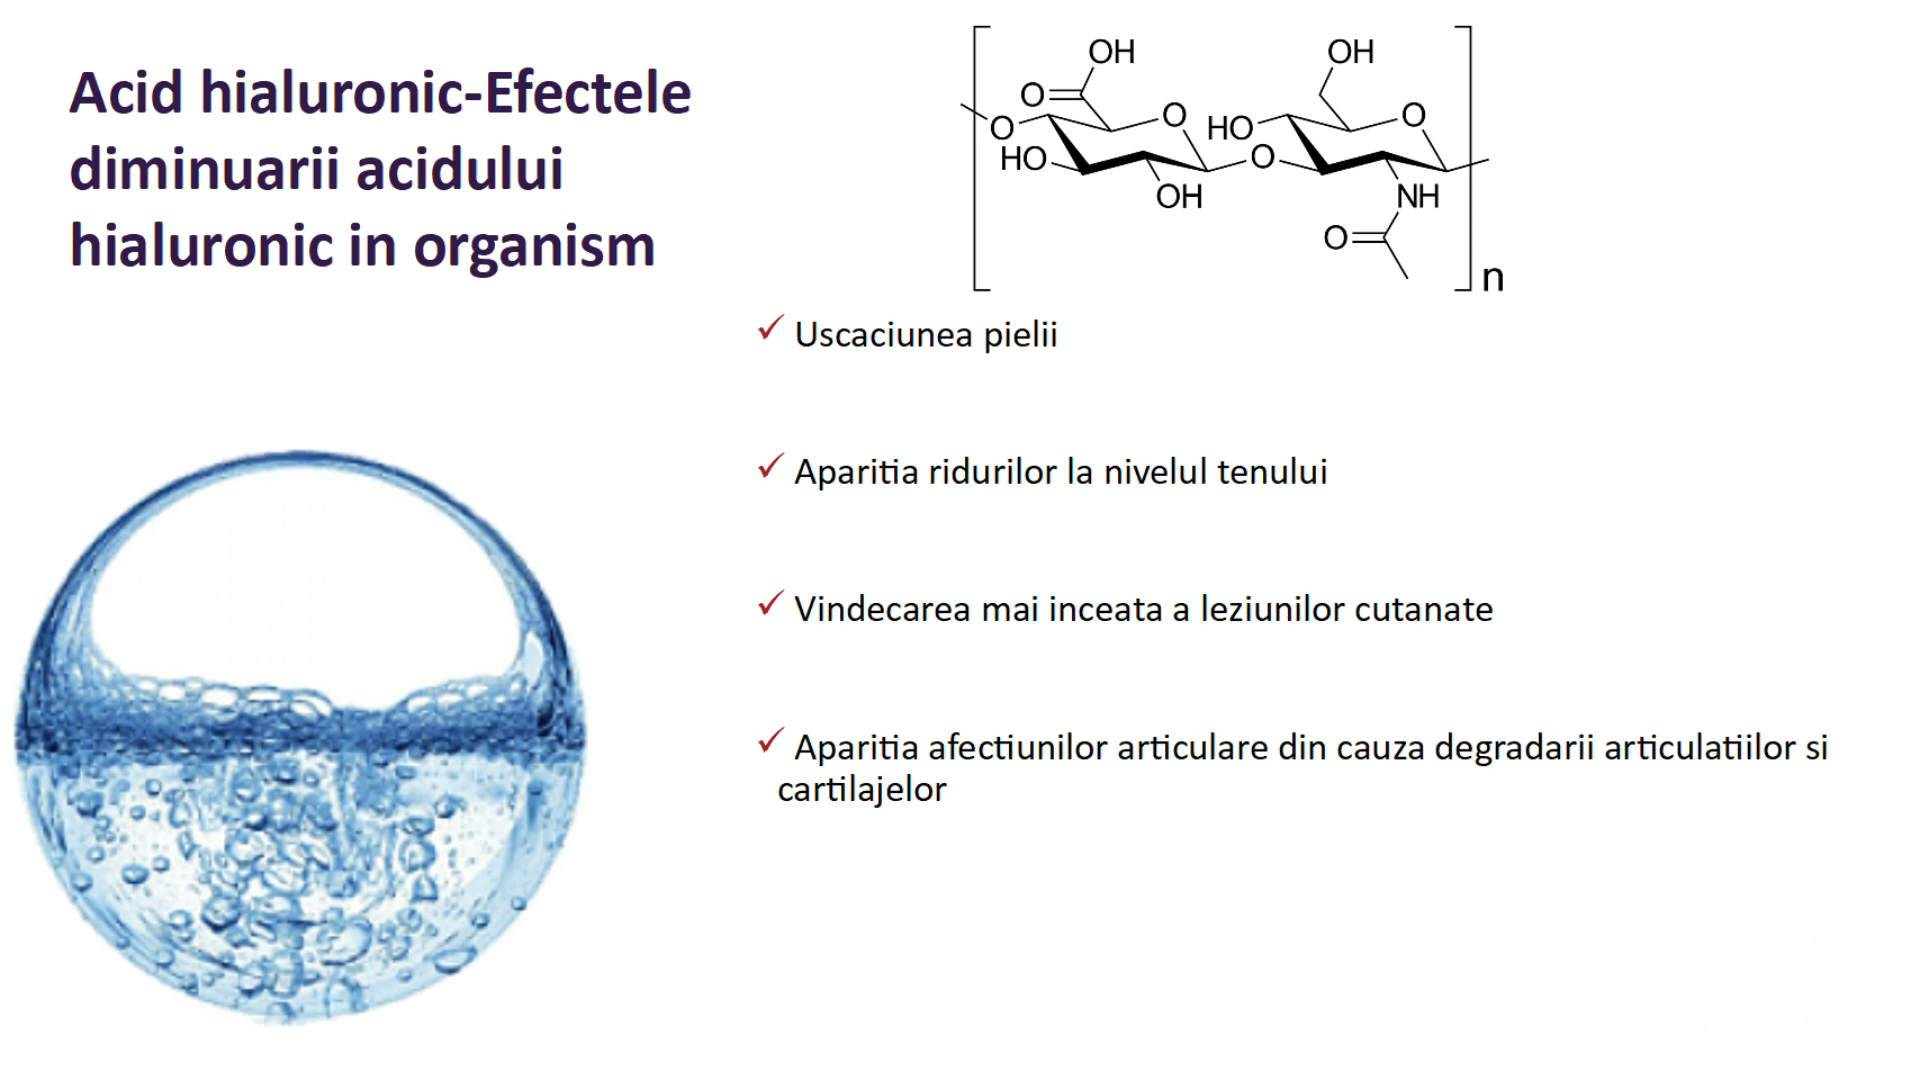 Acid hialuronic-Efectele
diminuarii acidului
hialuronic in organism
OH
OH
O
O
O
O
HO
HO
O
OH
NH
O
n
Uscaciunea pielii
Aparitia ridurilor la nivelul tenului
Vindecarea mai inceata a leziunilor cutanate
Aparitia afectiunilor articulare din cauza degradarii articulatiilor si
cartilajelor